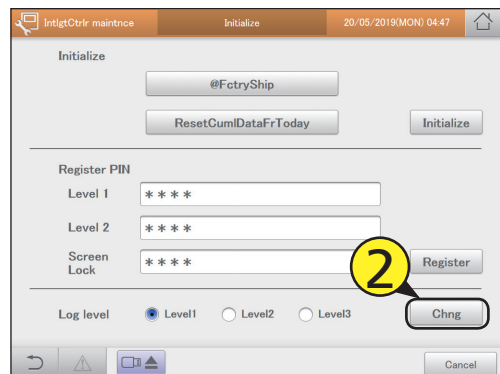 IntlgtCtrlr maintnce Initialize 20/05/2019(MON) 04:47
Initialize
@FctryShip
ResetCumlDataFrToday Initialize
Register PIN
Level 1 ****
Level 2 ****
Screen Lock **** Register
2
Log level Level1 Level2 Level3 Chng
Cancel